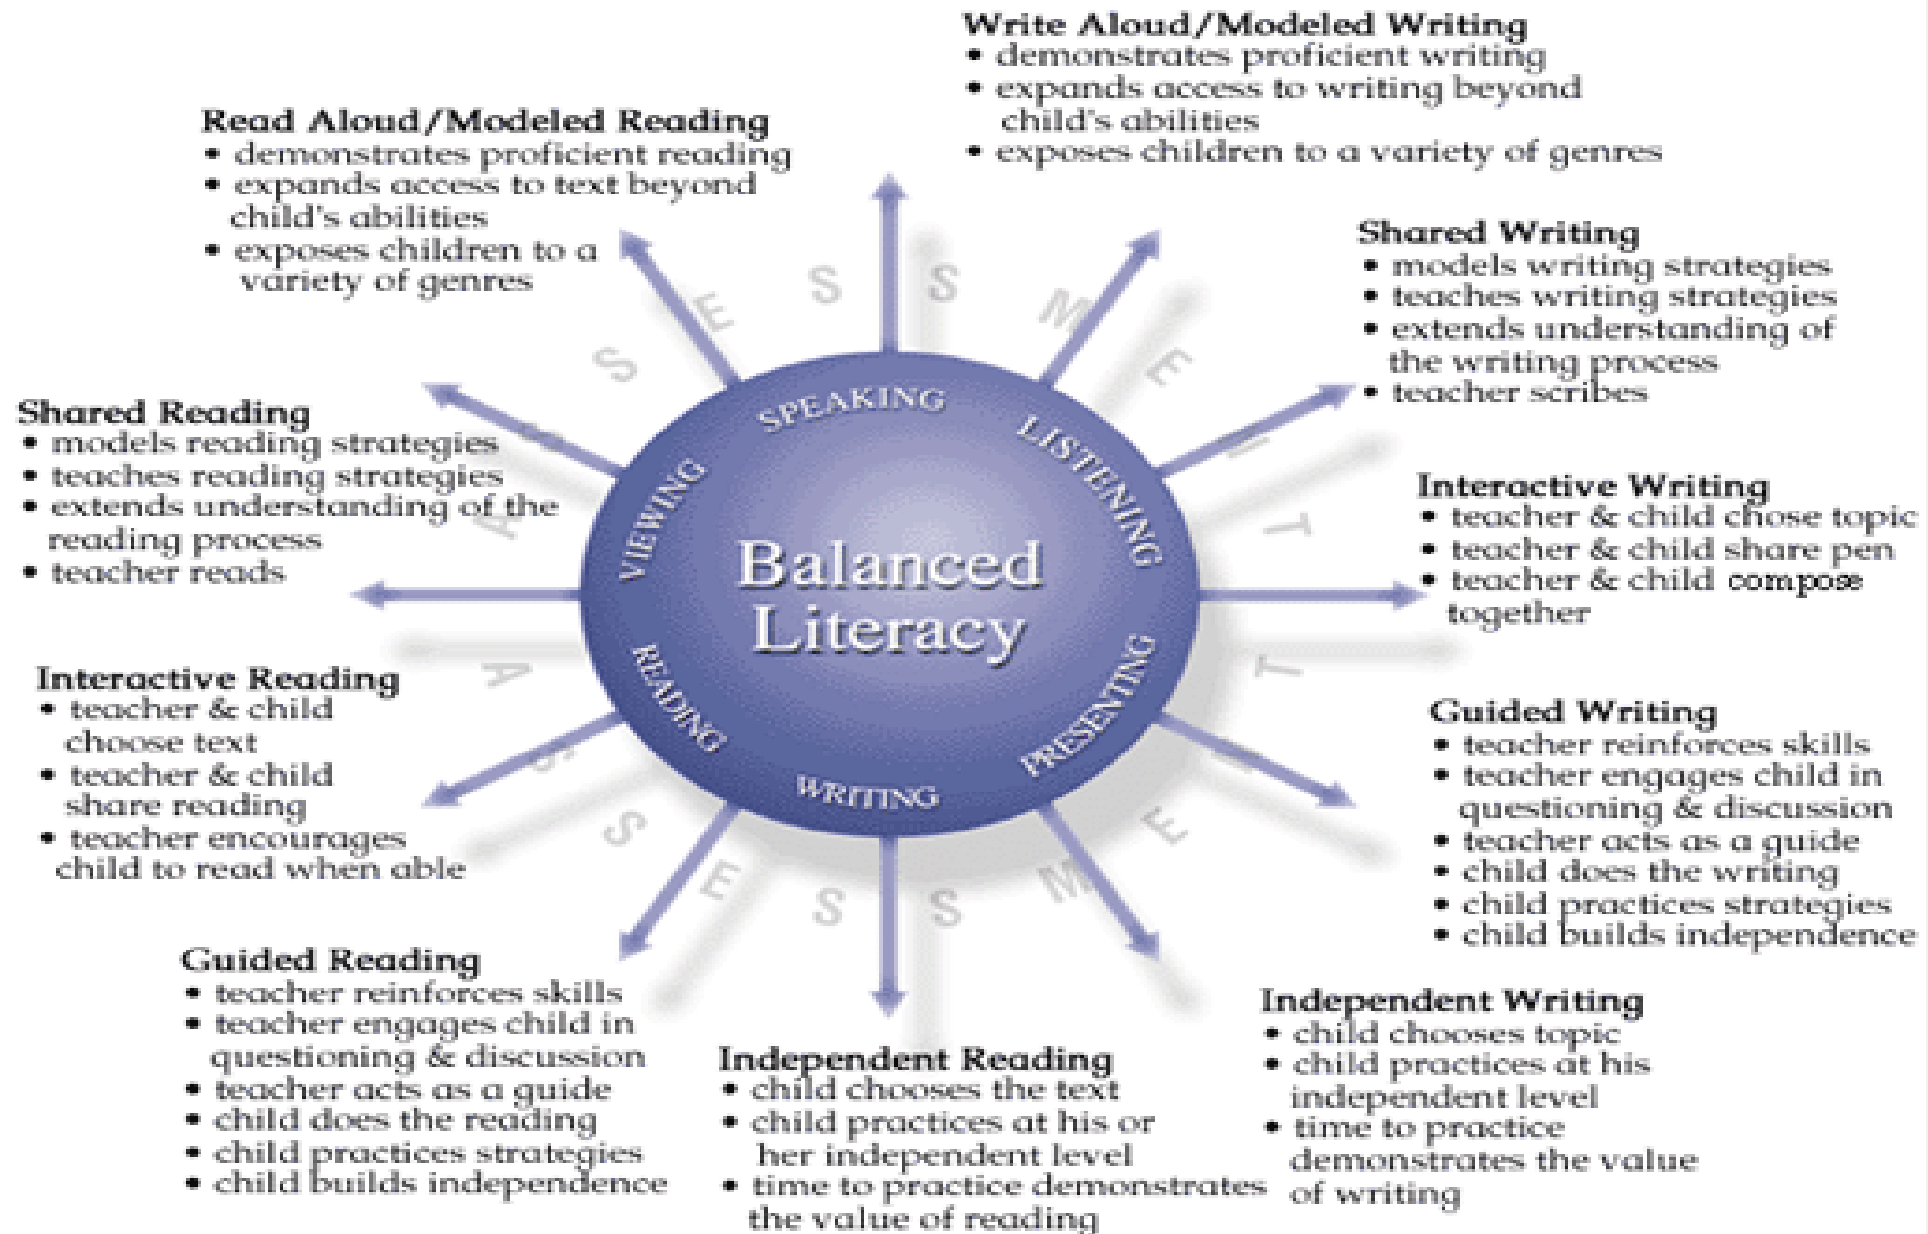 Write Aloud/Modeled Writing
• demonstrates proficient writing
• expands access to writing beyond
child's abilities
• exposes children to a variety of genres
Read Aloud/Modeled Reading
• demonstrates proficient reading
• expands access to text beyond
child's abilities
• exposes children to a
variety of genres
Shared Writing
• models writing strategies
• teaches writing strategies
• extends understanding of
the writing process
• teacher scribes
Shared Reading
• models reading strategies
• teaches reading strategies
• extends understanding of the
reading process
• teacher reads
Interactive Writing
• teacher & child chose topic
• teacher & child share pen
• teacher & child compose
together
ASSESSMENT
SPEAKING
LISTENING
VIEWING
Balanced
Literacy
READING
WRITING
PRESENTING
ASSESSMENT
Interactive Reading
• teacher & child
choose text
• teacher & child
share reading
• teacher encourages
child to read when able
Guided Writing
• teacher reinforces skills
• teacher engages child in
questioning & discussion
• teacher acts as a guide
• child does the writing
• child practices strategies
• child builds independence
Guided Reading
• teacher reinforces skills
• teacher engages child in
questioning & discussion
• teacher acts as a guide
• child does the reading
• child practices strategies
• child builds independence
Independent Reading
• child chooses the text
• child practices at his or
her independent level
• time to practice demonstrates
the value of reading
Independent Writing
• child chooses topic
• child practices at his
independent level
• time to practice
demonstrates the value
of writing